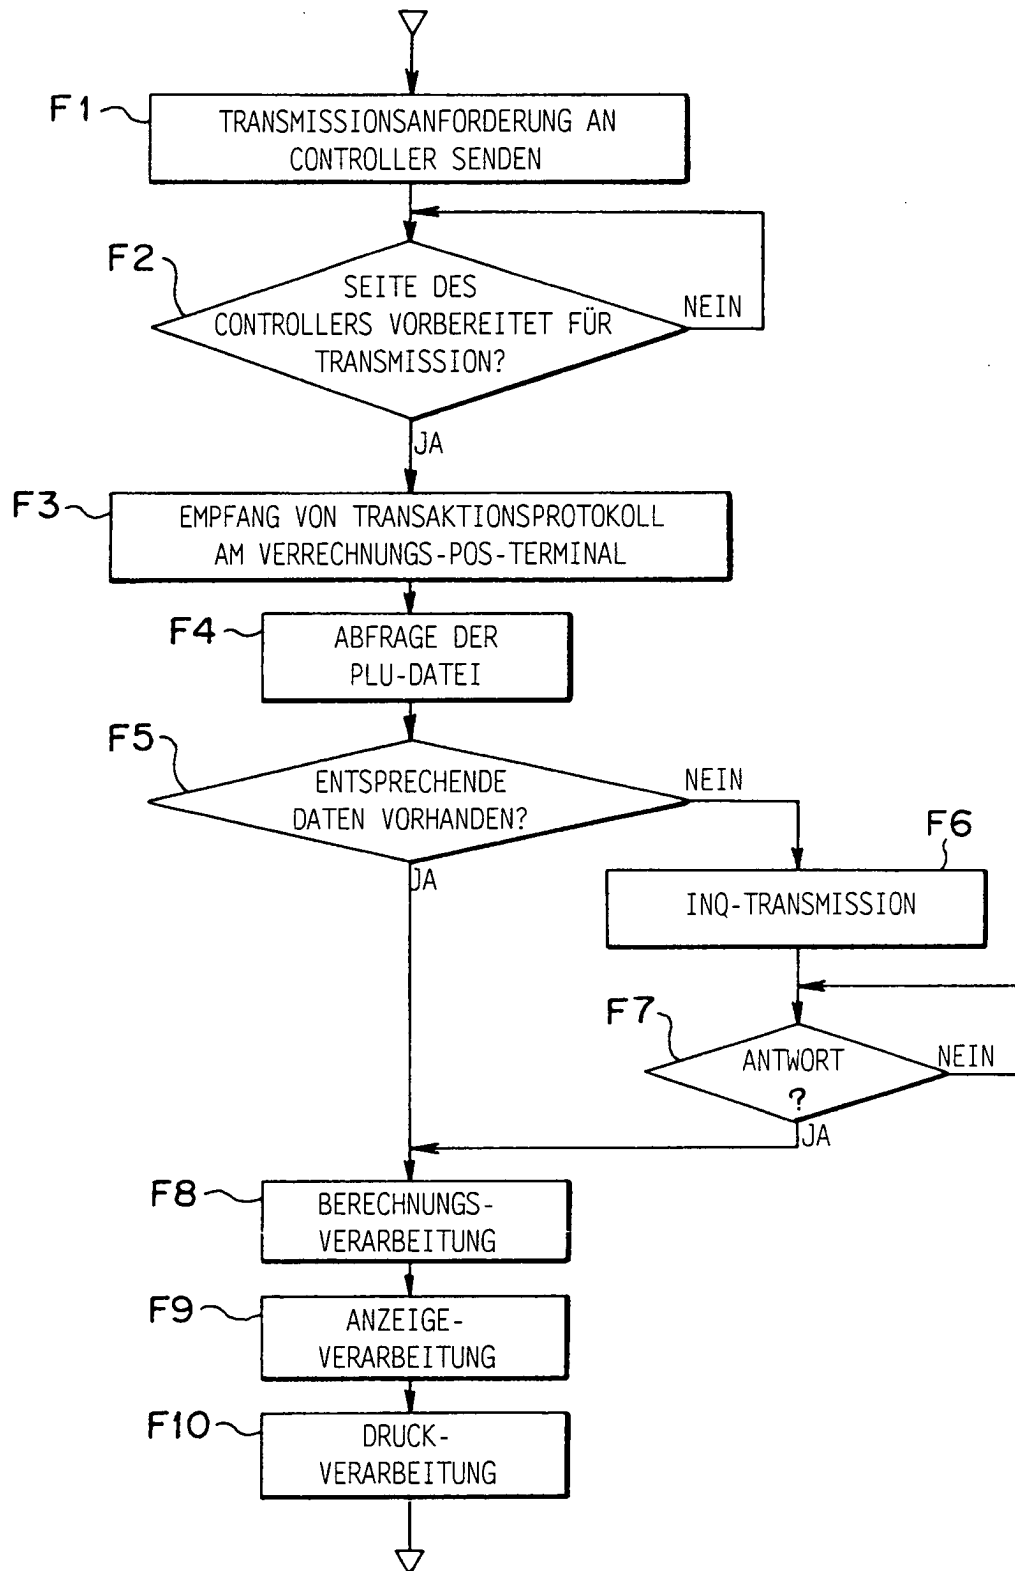 F1
TRANSMISSIONSANFORDERUNG AN
CONTROLLER SENDEN
F2
SEITE DES
CONTROLLERS VORBEREITET FÜR
TRANSMISSION?
NEIN
JA
F3
EMPFANG VON TRANSAKTIONSPROTOKOLL
AM VERRECHNUNGS-POS-TERMINAL
F4
ABFRAGE DER
PLU-DATEI
F5
ENTSPRECHENDE
DATEN VORHANDEN?
NEIN
JA
F6
INQ-TRANSMISSION
F7
ANTWORT
?
NEIN
JA
F8
BERECHNUNGS-
VERARBEITUNG
F9
ANZEIGE-
VERARBEITUNG
F10
DRUCK-
VERARBEITUNG